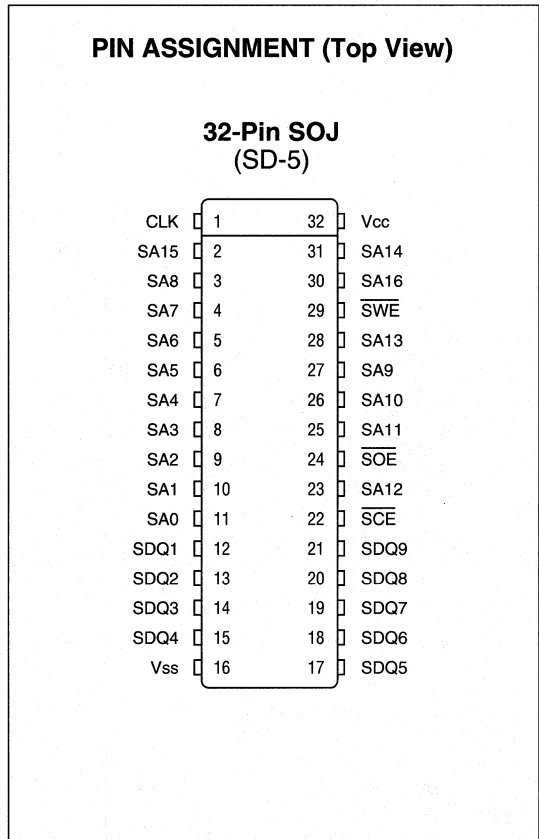 PIN ASSIGNMENT (Top View)
32-Pin SOJ
(SD-5)
CLK 1 32 Vcc
SA15 2 31 SA14
SA8 3 30 SA16
SA7 4 29 S̅W̅E̅
SA6 5 28 SA13
SA5 6 27 SA9
SA4 7 26 SA10
SA3 8 25 SA11
SA2 9 24 S̅O̅E̅
SA1 10 23 SA12
SA0 11 22 S̅C̅E̅
SDQ1 12 21 SDQ9
SDQ2 13 20 SDQ8
SDQ3 14 19 SDQ7
SDQ4 15 18 SDQ6
Vss 16 17 SDQ5